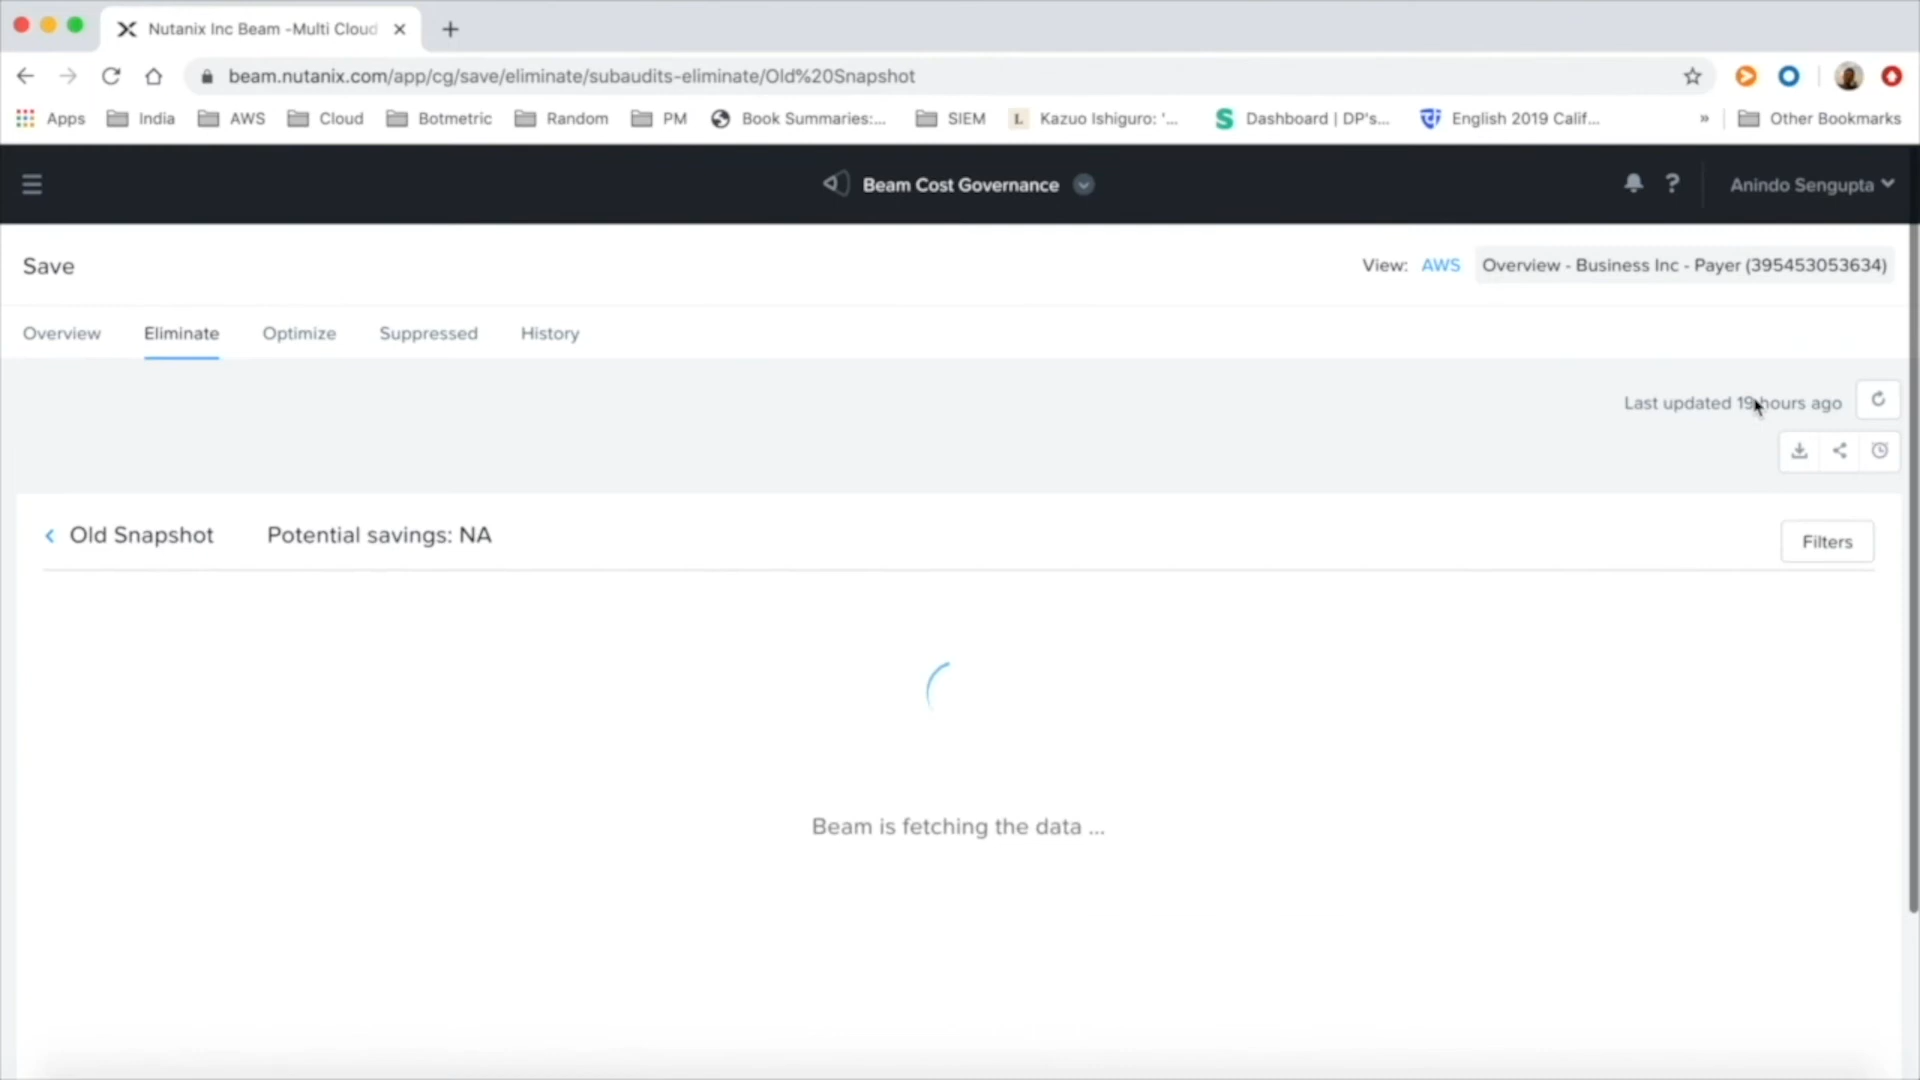 Nutanix Inc Beam -Multi Cloud
beam.nutanix.com/app/cg/save/eliminate/subaudits-eliminate/Old%20Snapshot
Apps India AWS Cloud Botmetric Random PM Book Summaries:... SIEM L Kazuo Ishiguro: '... S Dashboard | DP's... English 2019 Calif... » Other Bookmarks
Beam Cost Governance
? Anindo Sengupta
Save
View: AWS Overview - Business Inc - Payer (395453053634)
Overview Eliminate Optimize Suppressed History
Last updated 19 hours ago
Old Snapshot Potential savings: NA
Filters
Beam is fetching the data ...